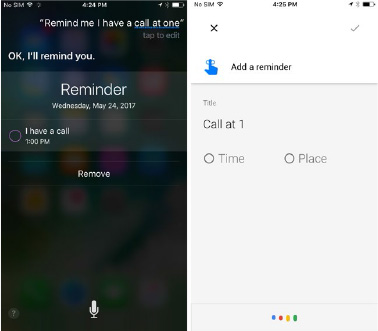 No SIM 4:24 PM
“Remind me I have a call at one”
tap to edit
OK, I'll remind you.
Reminder
Wednesday, May 24, 2017
I have a call
1:00 PM
Remove
?
No SIM 4:25 PM
Add a reminder
Title
Call at 1
Time Place